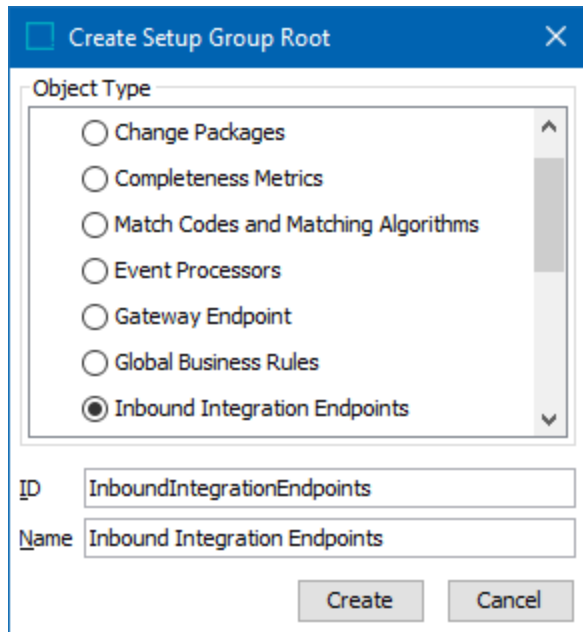 Create Setup Group Root
Object Type
Change Packages
Completeness Metrics
Match Codes and Matching Algorithms
Event Processors
Gateway Endpoint
Global Business Rules
Inbound Integration Endpoints
ID InboundIntegrationEndpoints
Name Inbound Integration Endpoints
Create Cancel